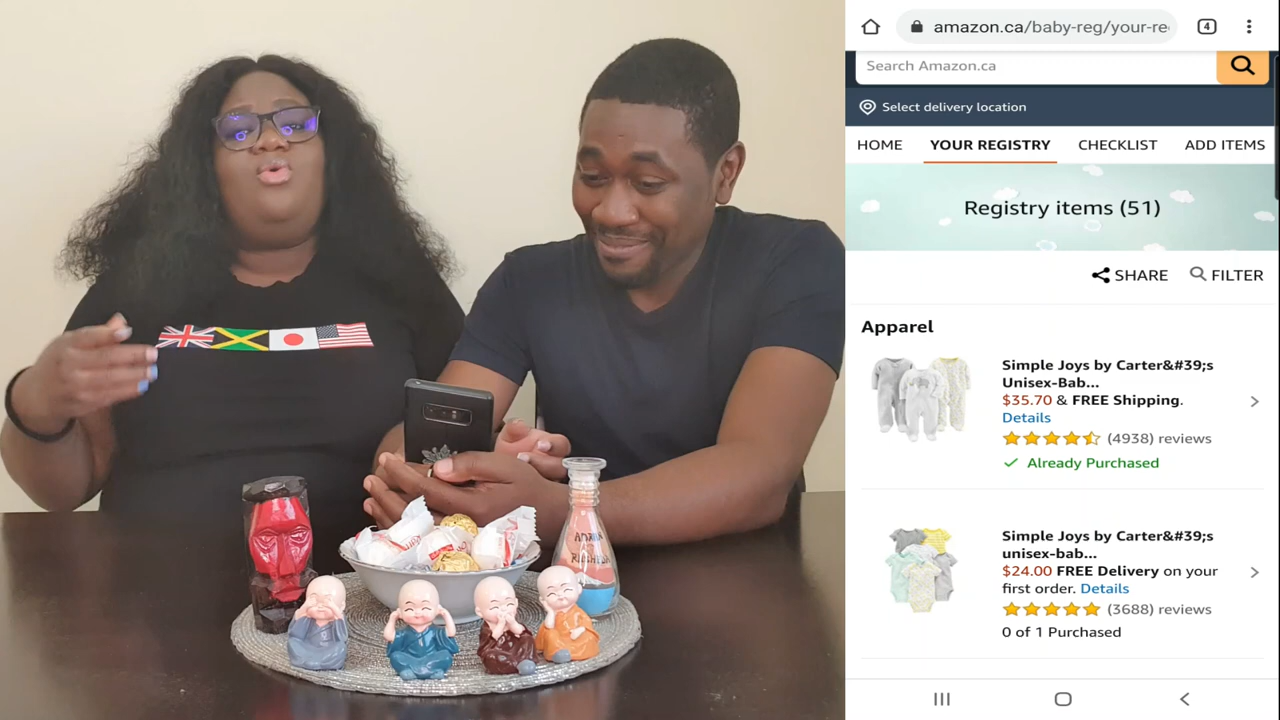 4
amazon.ca/baby-reg/your-re
Search Amazon.ca
Select delivery location
HOME YOUR REGISTRY CHECKLIST ADD ITEMS
Registry items (51)
SHARE FILTER
Apparel
Simple Joys by Carter&#39;s
Unisex-Bab...
$35.70 & FREE Shipping.
Details
(4938) reviews
Already Purchased
Simple Joys by Carter&#39;s
unisex-bab...
$24.00 FREE Delivery on your
first order. Details
(3688) reviews
0 of 1 Purchased